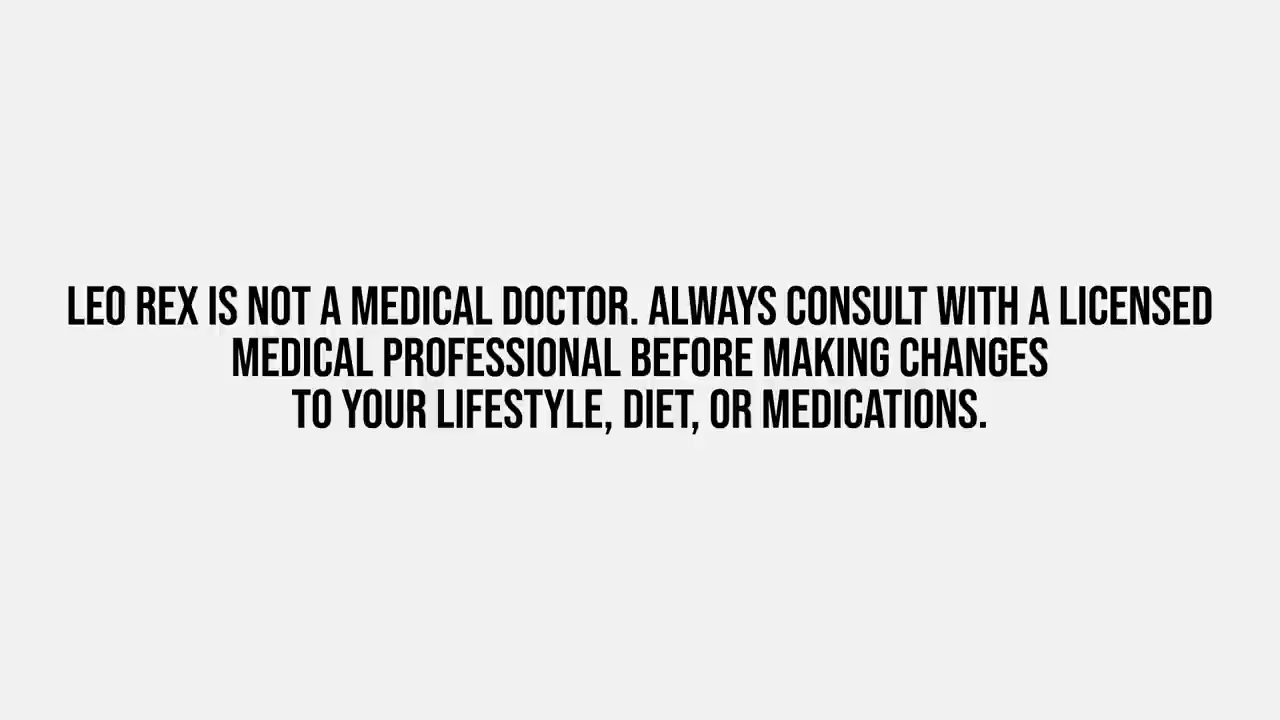 LEO REX IS NOT A MEDICAL DOCTOR. ALWAYS CONSULT WITH A LICENSED
MEDICAL PROFESSIONAL BEFORE MAKING CHANGES
TO YOUR LIFESTYLE, DIET, OR MEDICATIONS.